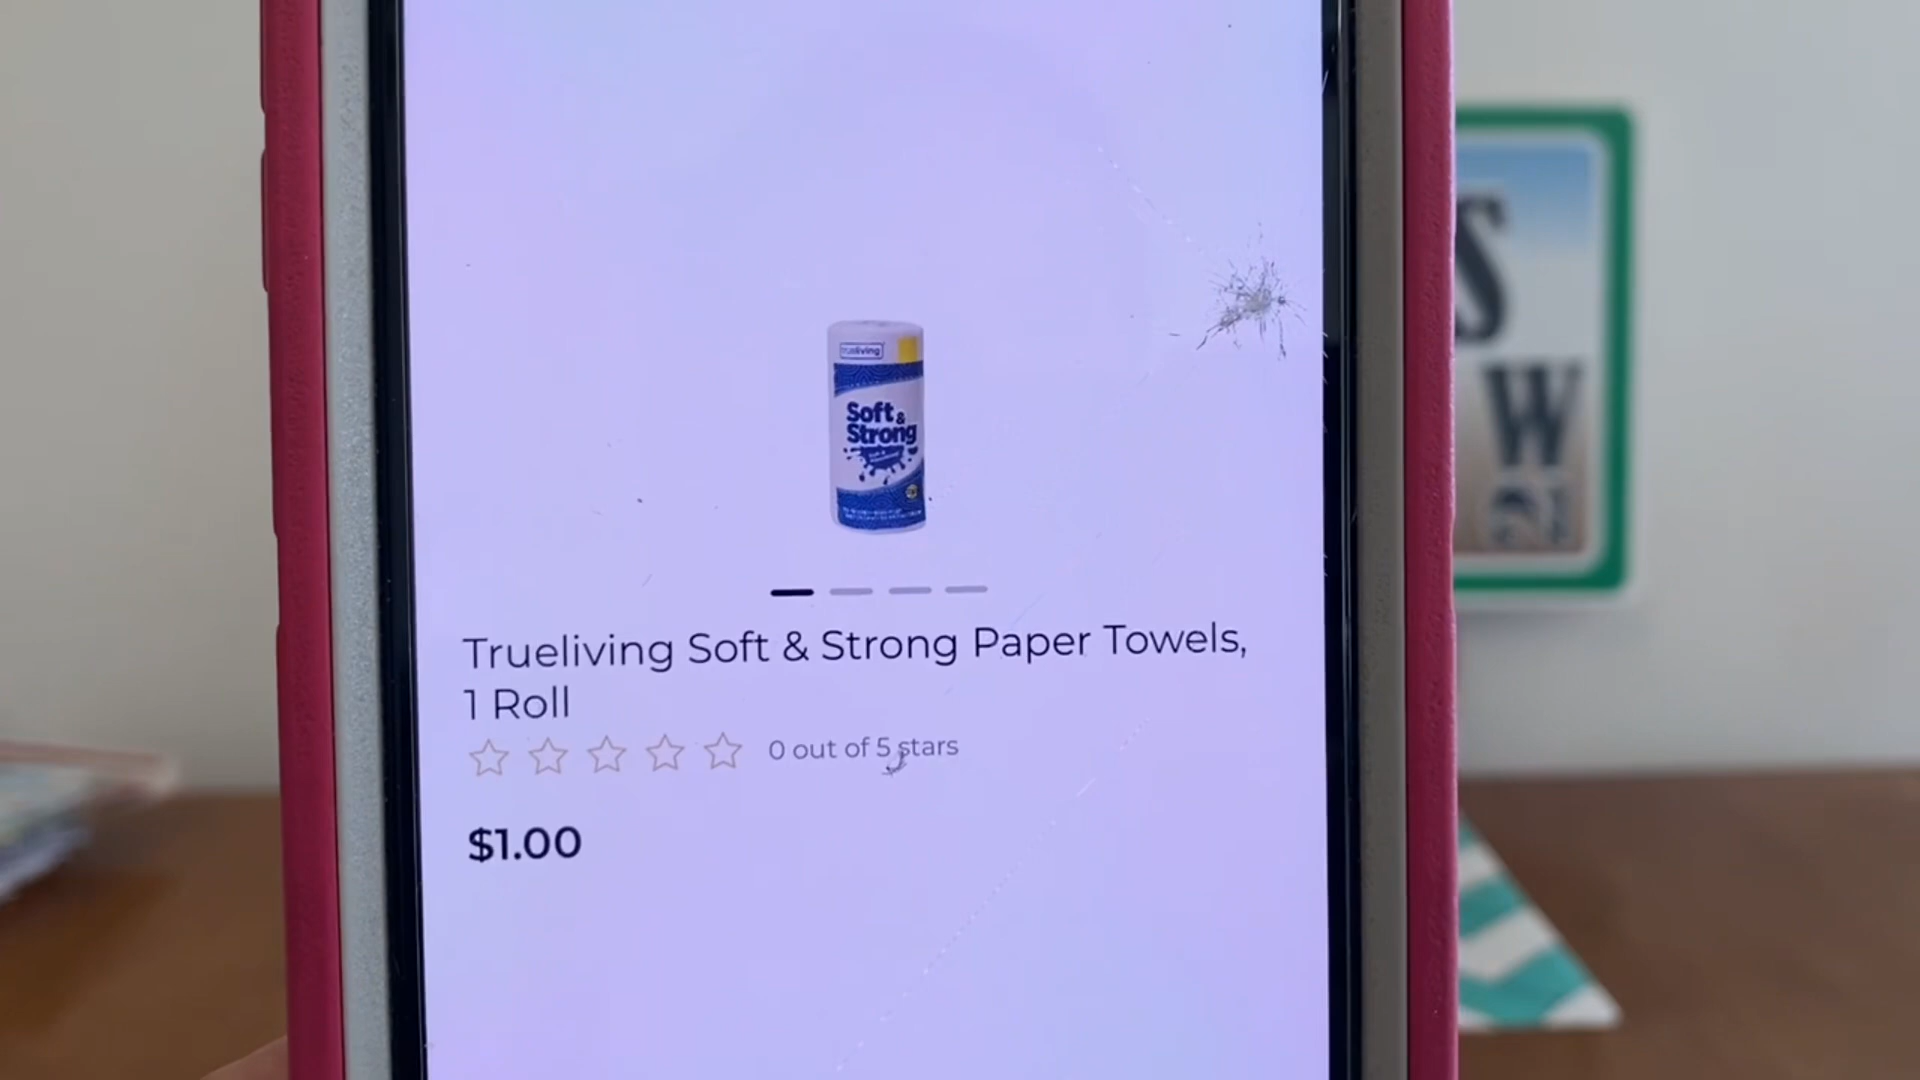 trueliving
Soft &
Strong
Trueliving Soft & Strong Paper Towels,
1 Roll
0 out of 5 stars
$1.00
S
W